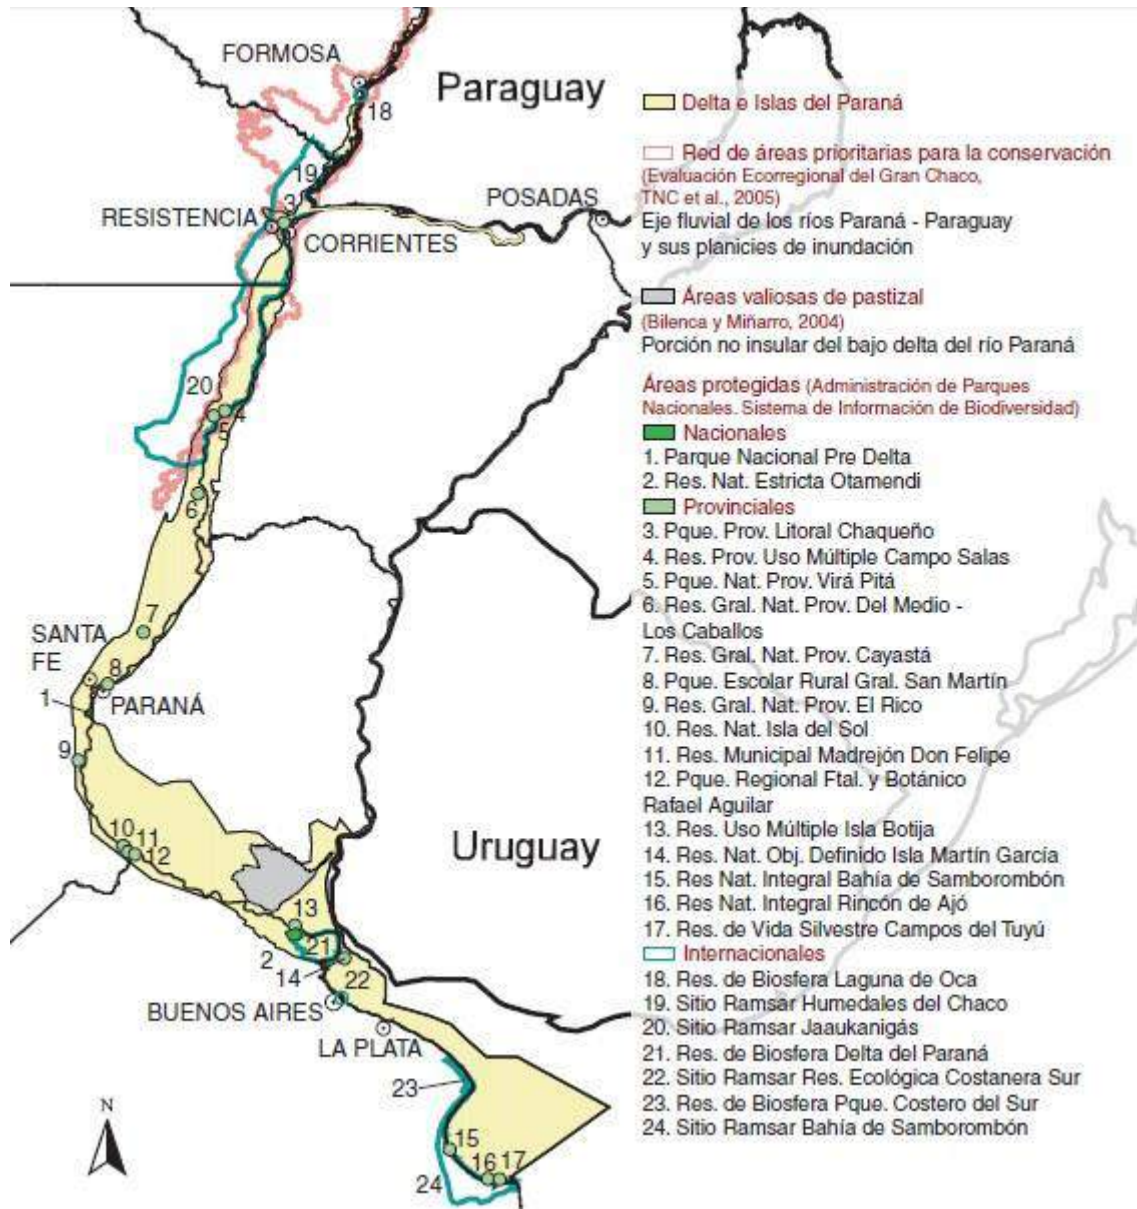 FORMOSA
Paraguay
18
19
3
RESISTENCIA
CORRIENTES
POSADAS
20
4
5
6
7
SANTA
FE
8
1
PARANÁ
9
10
11
12
Uruguay
13
21
2
14
22
BUENOS AIRES
LA PLATA
23
15
16
17
24
N
Delta e Islas del Paraná
Red de áreas prioritarias para la conservación
(Evaluación Ecorregional del Gran Chaco,
TNC et al., 2005)
Eje fluvial de los ríos Paraná - Paraguay
y sus planicies de inundación
Áreas valiosas de pastizal
(Bilenca y Miñarro, 2004)
Porción no insular del bajo delta del río Paraná
Áreas protegidas (Administración de Parques
Nacionales. Sistema de Información de Biodiversidad)
Nacionales
1. Parque Nacional Pre Delta
2. Res. Nat. Estricta Otamendi
Provinciales
3. Pque. Prov. Litoral Chaqueño
4. Res. Prov. Uso Múltiple Campo Salas
5. Pque. Nat. Prov. Virá Pitá
6. Res. Gral. Nat. Prov. Del Medio -
Los Caballos
7. Res. Gral. Nat. Prov. Cayastá
8. Pque. Escolar Rural Gral. San Martín
9. Res. Gral. Nat. Prov. El Rico
10. Res. Nat. Isla del Sol
11. Res. Municipal Madrejón Don Felipe
12. Pque. Regional Ftal. y Botánico
Rafael Aguilar
13. Res. Uso Múltiple Isla Botija
14. Res. Nat. Obj. Definido Isla Martín García
15. Res Nat. Integral Bahía de Samborombón
16. Res Nat. Integral Rincón de Ajó
17. Res. de Vida Silvestre Campos del Tuyú
Internacionales
18. Res. de Biosfera Laguna de Oca
19. Sitio Ramsar Humedales del Chaco
20. Sitio Ramsar Jaaukanigás
21. Res. de Biosfera Delta del Paraná
22. Sitio Ramsar Res. Ecológica Costanera Sur
23. Res. de Biosfera Pque. Costero del Sur
24. Sitio Ramsar Bahía de Samborombón